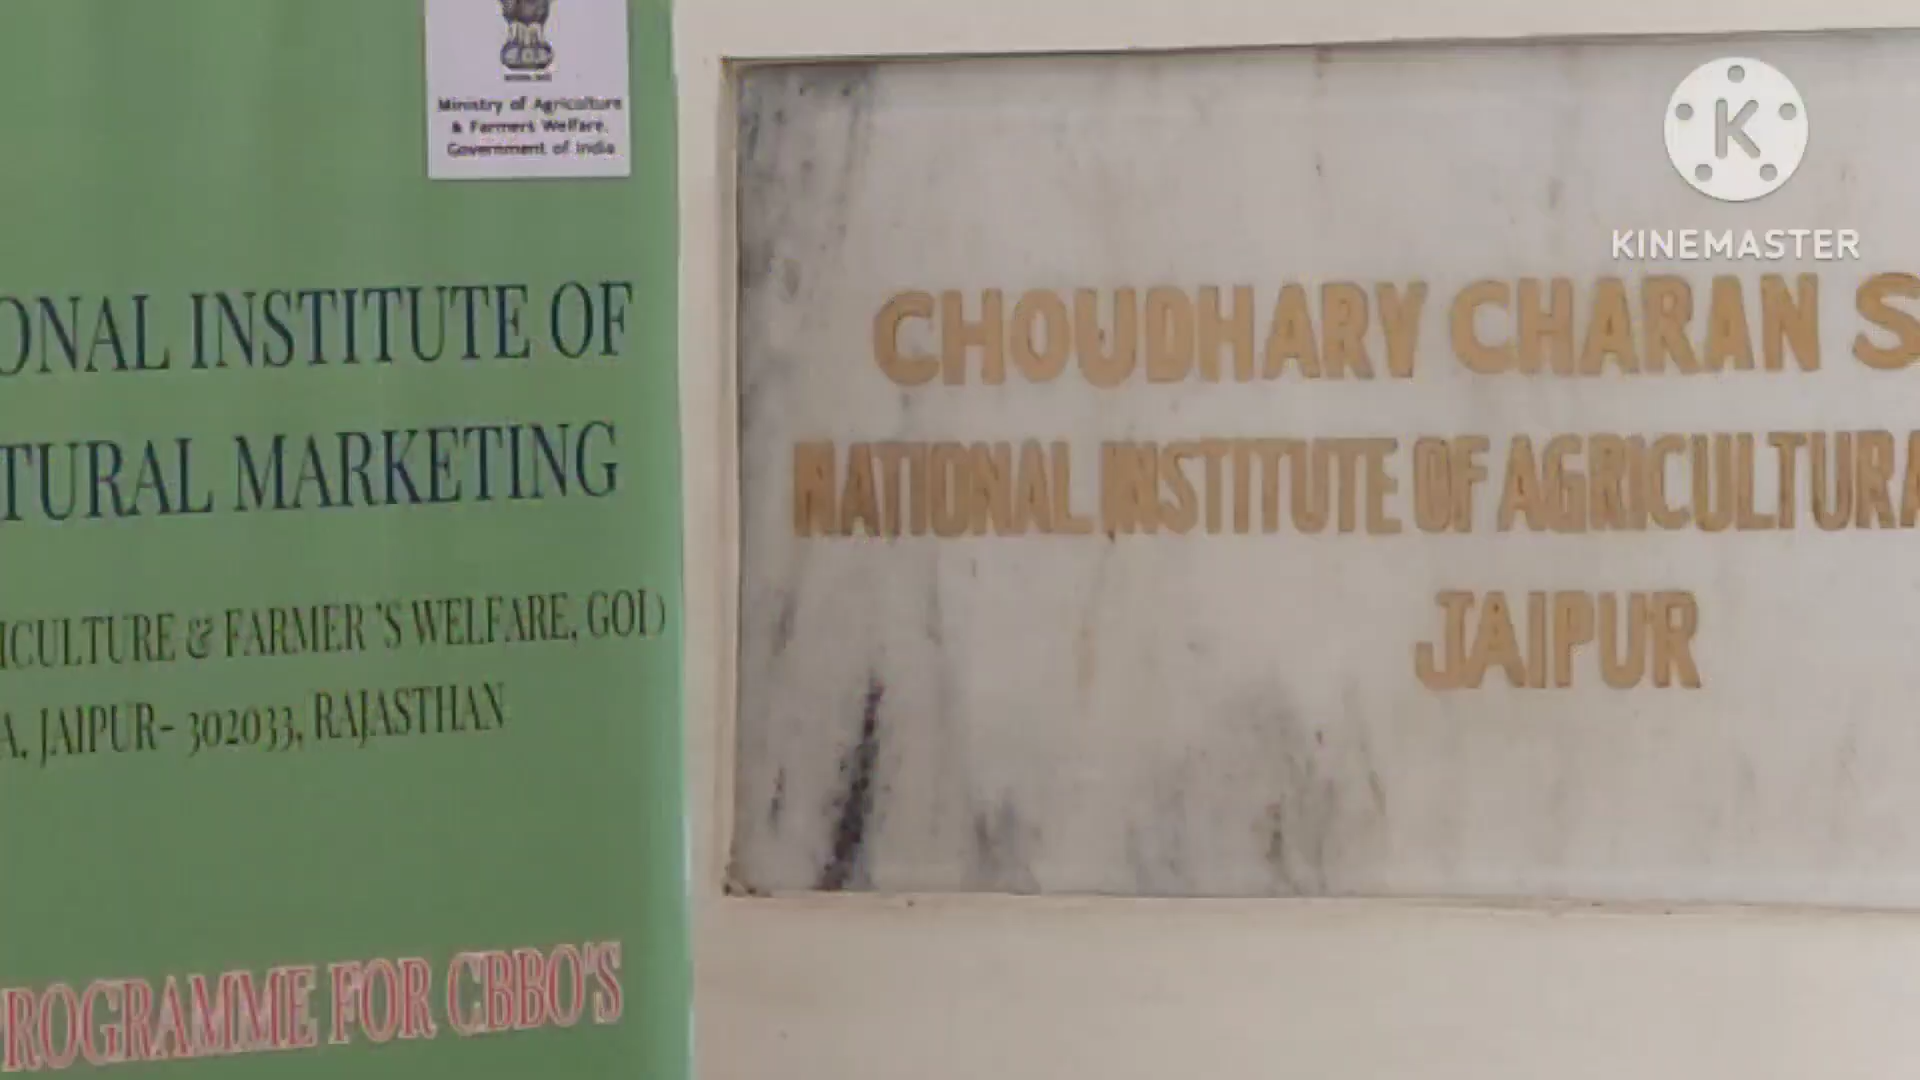 Ministry of Agriculture
& Farmers Welfare,
Government of India
ONAL INSTITUTE OF
TURAL MARKETING
ICULTURE & FARMER'S WELFARE, GOI)
A, JAIPUR- 302033, RAJASTHAN
ROGRAMME FOR CBBO'S
CHOUDHARY CHARAN S
NATIONAL INSTITUTE OF AGRICULTURA
JAIPUR
KINEMASTER